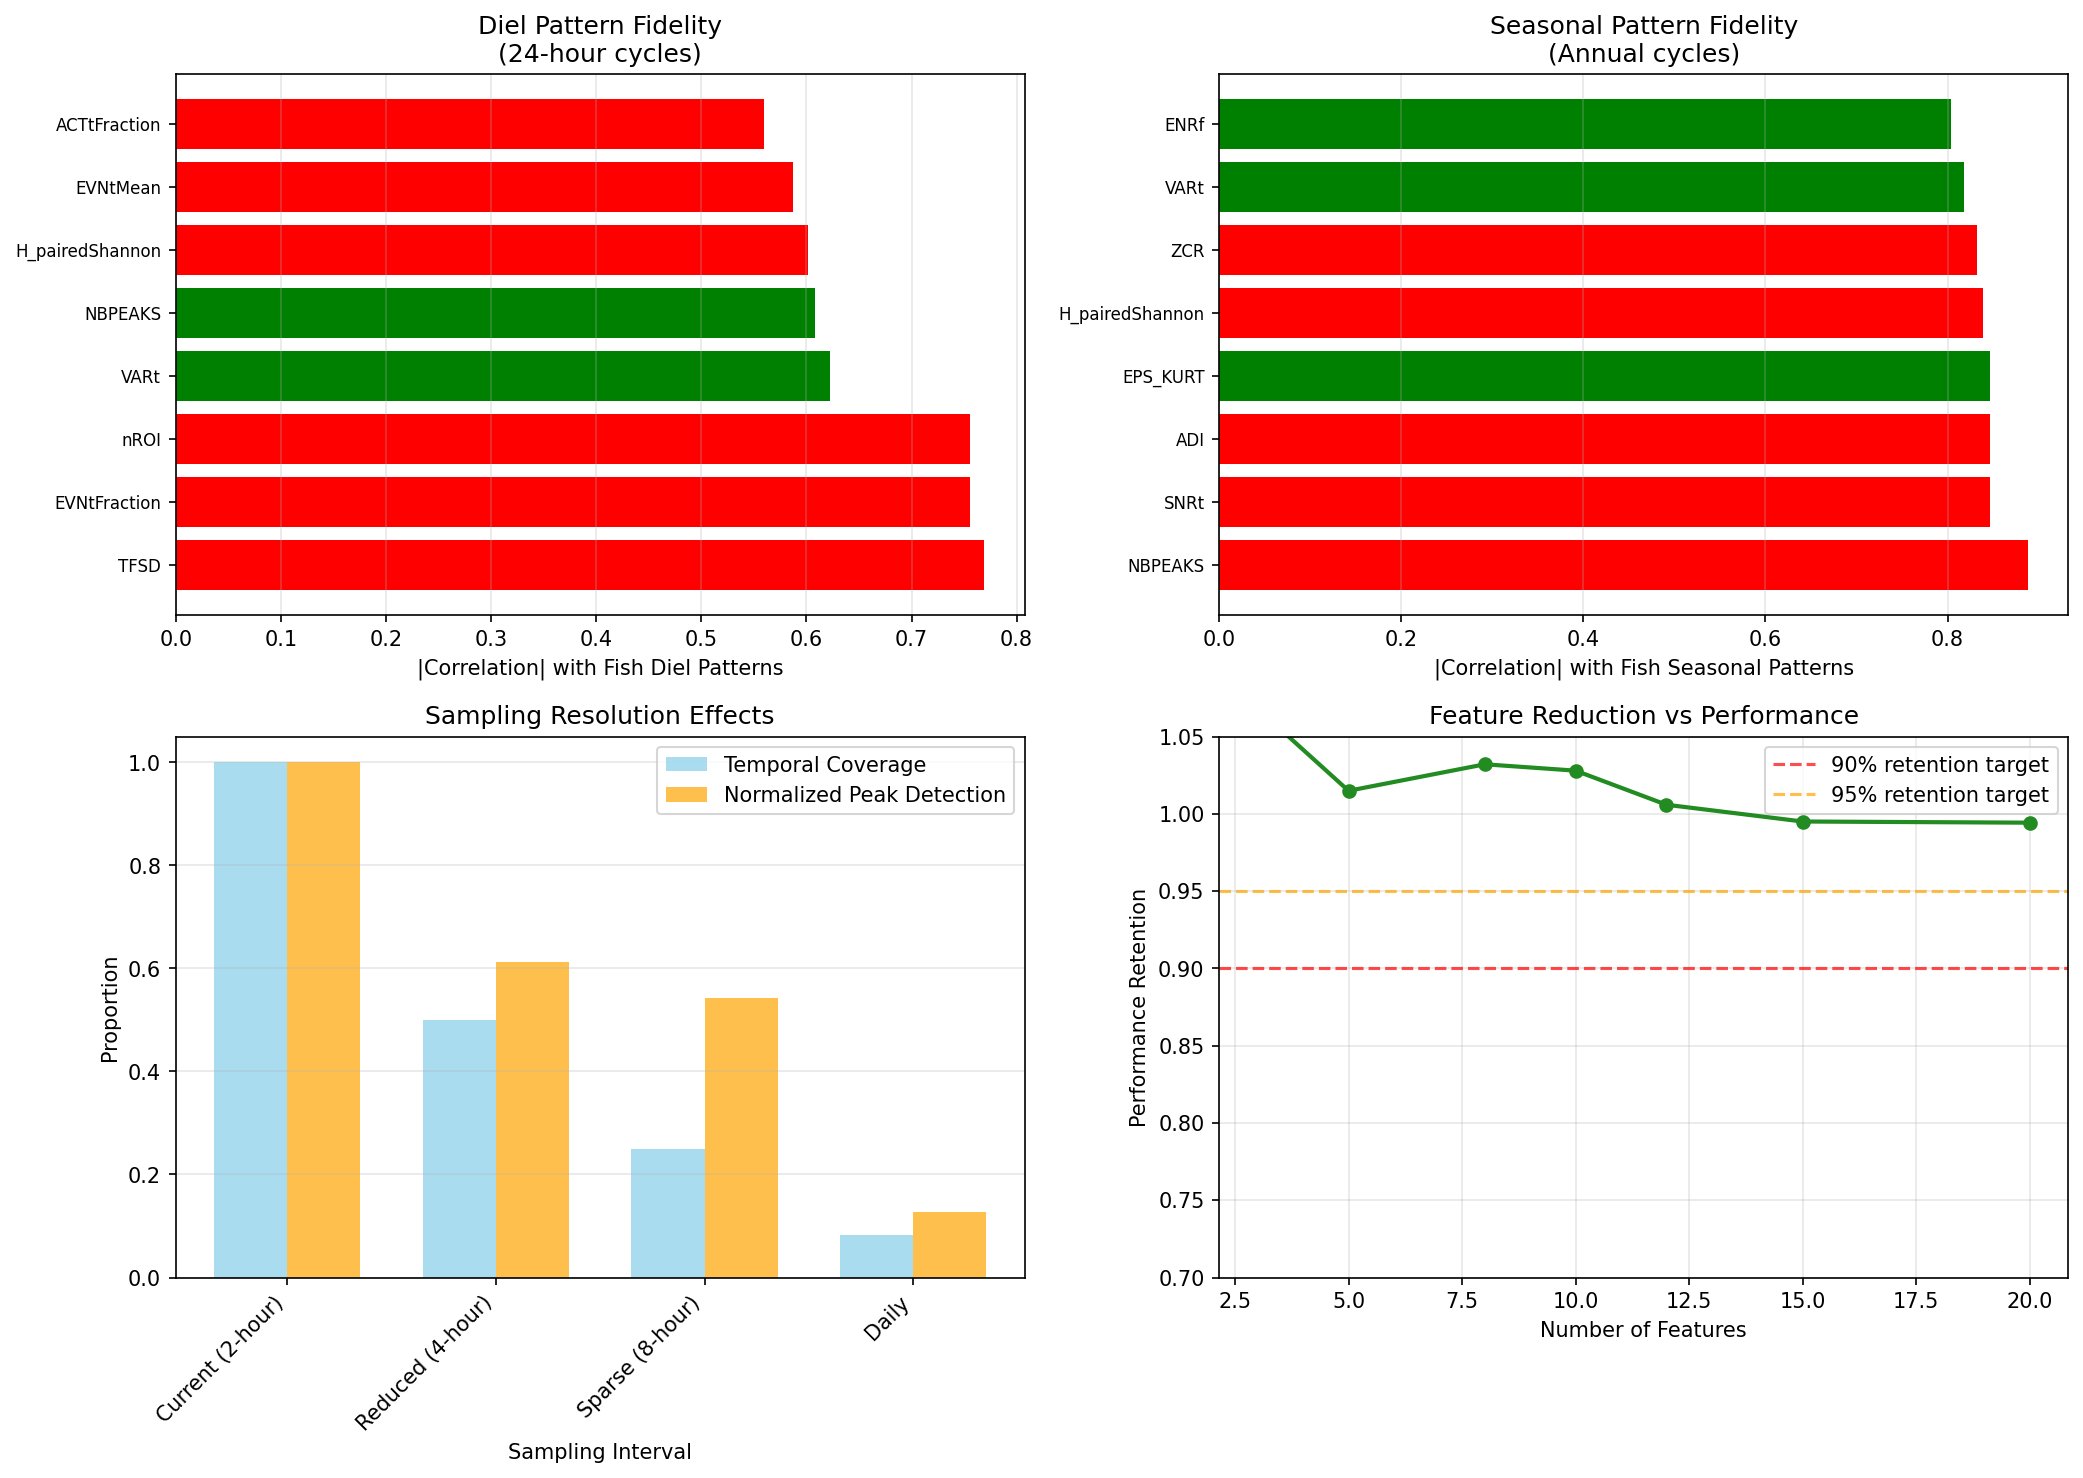 Diel Pattern Fidelity
(24-hour cycles)
ACTtFraction
EVNtMean
H_pairedShannon
NBPEAKS
VARt
nROI
EVNtFraction
TFSD
0.0 0.1 0.2 0.3 0.4 0.5 0.6 0.7 0.8
|Correlation| with Fish Diel Patterns
Seasonal Pattern Fidelity
(Annual cycles)
ENRf
VARt
ZCR
H_pairedShannon
EPS_KURT
ADI
SNRt
NBPEAKS
0.0 0.2 0.4 0.6 0.8
|Correlation| with Fish Seasonal Patterns
Sampling Resolution Effects
Temporal Coverage
Normalized Peak Detection
Proportion
1.0
0.8
0.6
0.4
0.2
0.0
Current (2-hour)
Reduced (4-hour)
Sparse (8-hour)
Daily
Sampling Interval
Feature Reduction vs Performance
90% retention target
95% retention target
Performance Retention
1.05
1.00
0.95
0.90
0.85
0.80
0.75
0.70
2.5 5.0 7.5 10.0 12.5 15.0 17.5 20.0
Number of Features